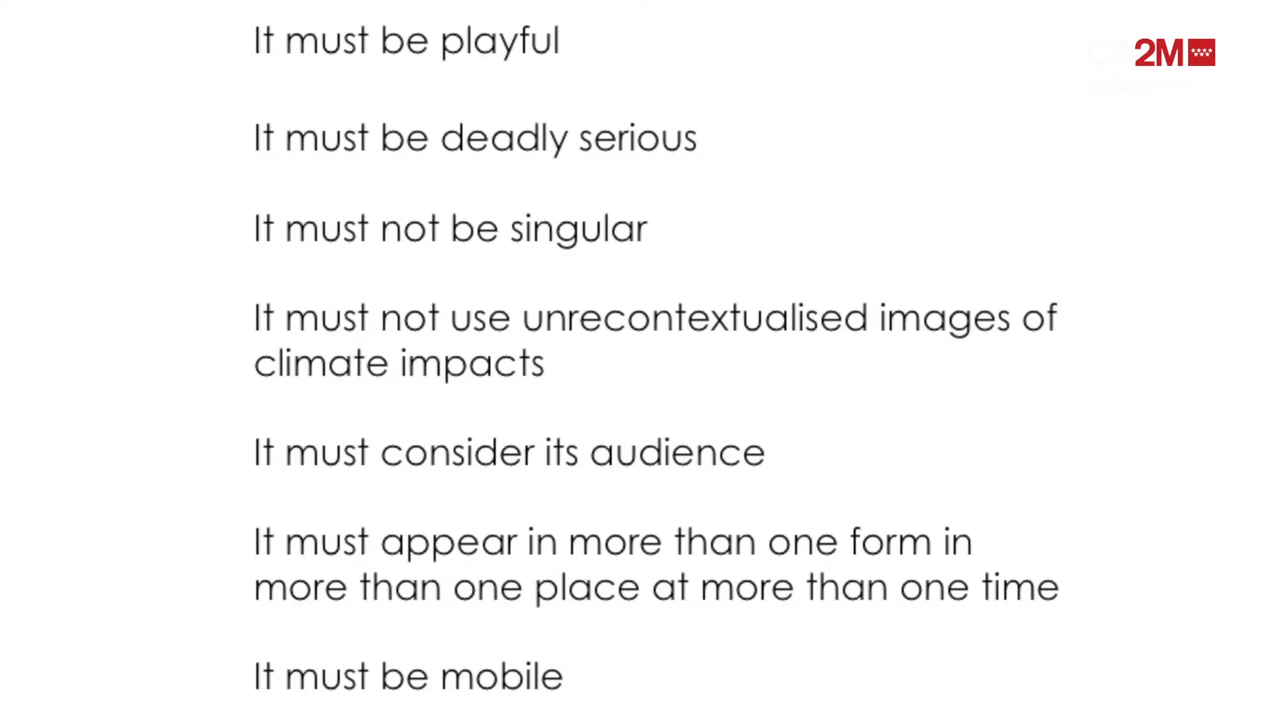 It must be playful
2M
It must be deadly serious
It must not be singular
It must not use unrecontextualised images of
climate impacts
It must consider its audience
It must appear in more than one form in
more than one place at more than one time
It must be mobile